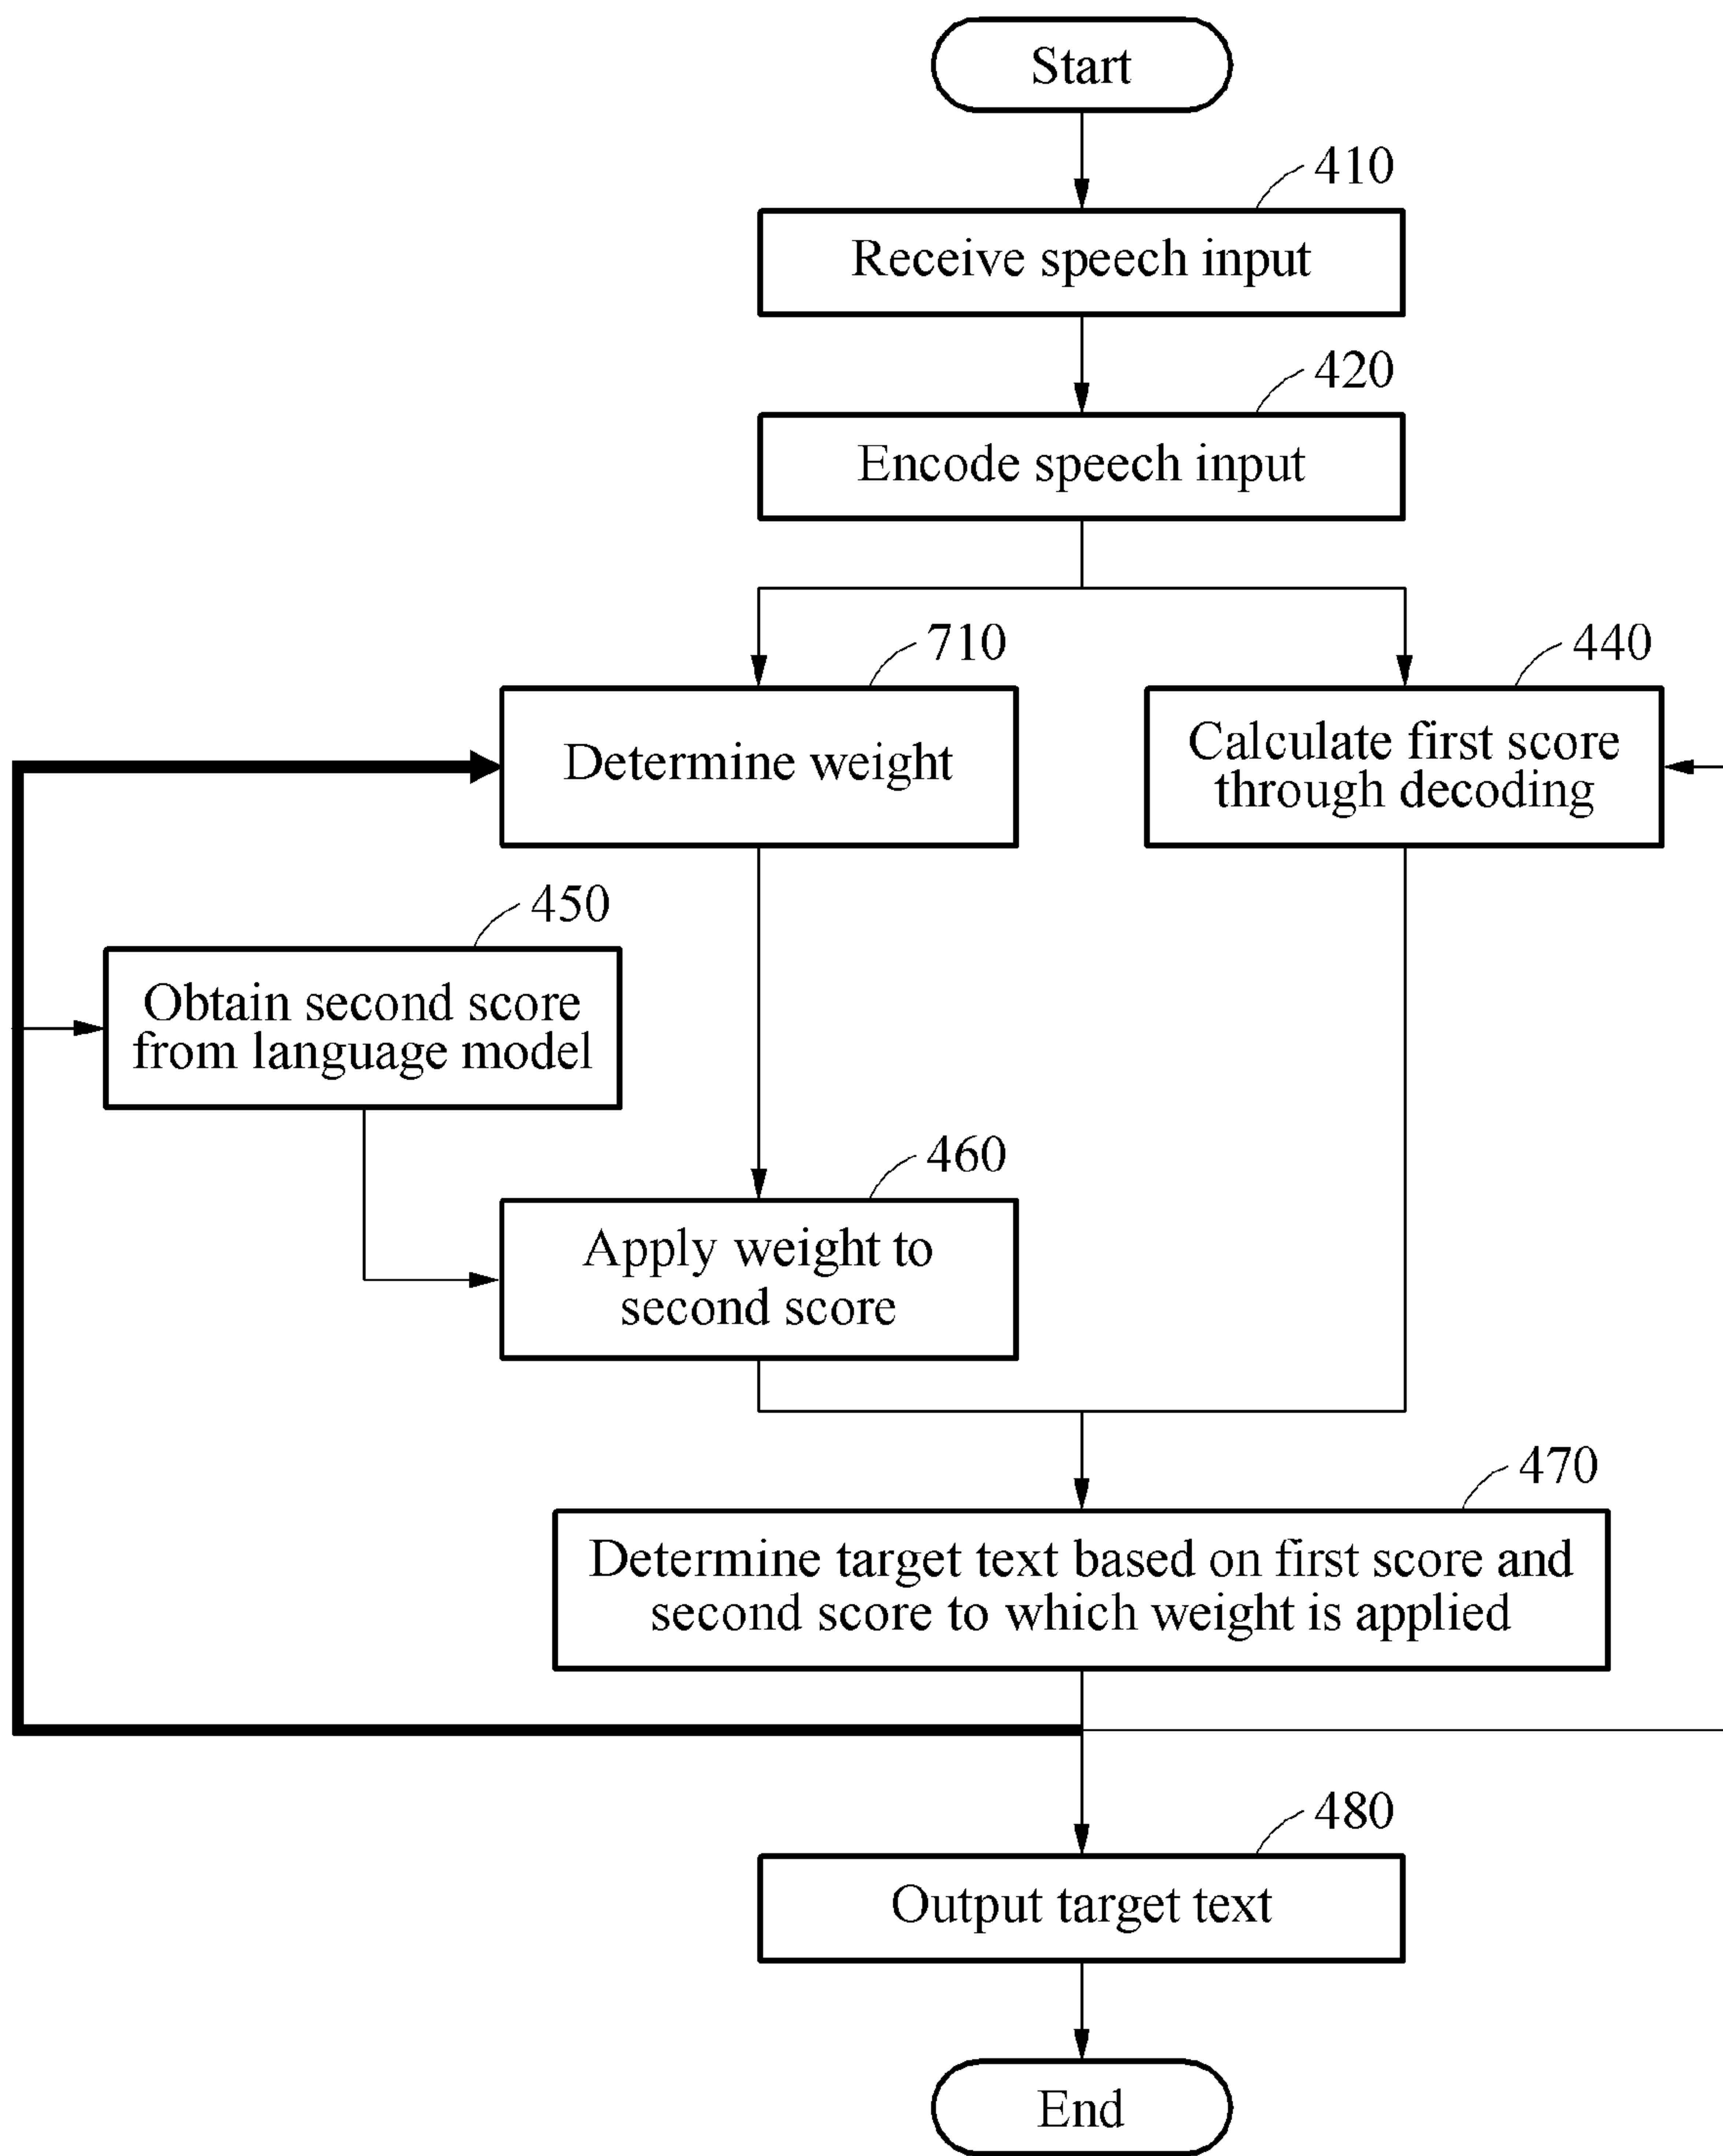 Start
410
Receive speech input
420
Encode speech input
710
Determine weight
440
Calculate first score
through decoding
450
Obtain second score
from language model
460
Apply weight to
second score
470
Determine target text based on first score and
second score to which weight is applied
480
Output target text
End